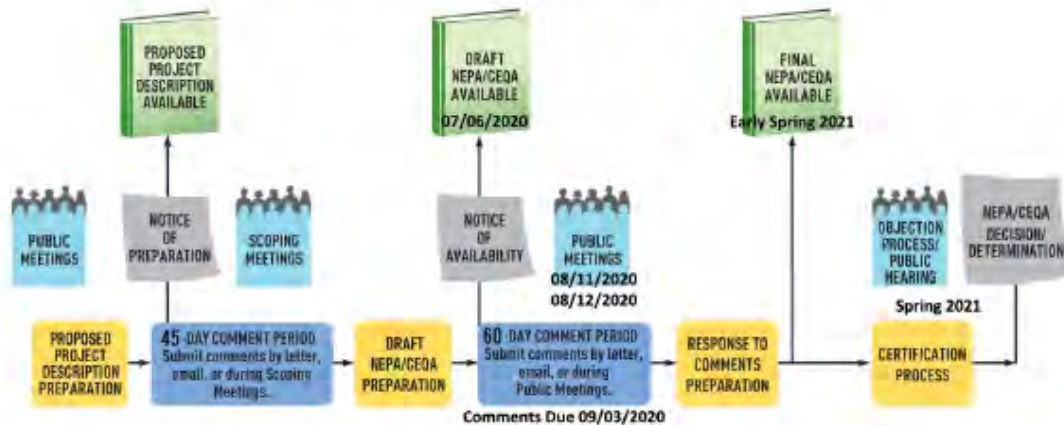 PROPOSED
PROJECT
DESCRIPTION
AVAILABLE
DRAFT
NEPA/CEQA
AVAILABLE
07/06/2020
FINAL
NEPA/CEQA
AVAILABLE
Early Spring 2021
PUBLIC
MEETINGS
NOTICE
OF
PREPARATION
SCOPING
MEETINGS
NOTICE
OF
AVAILABILITY
PUBLIC
MEETINGS
08/11/2020
08/12/2020
OBJECTION
PROCESS/
PUBLIC
HEARING
NEPA/CEQA
DECISION/
DETERMINATION
Spring 2021
PROPOSED
PROJECT
DESCRIPTION
PREPARATION
45-DAY COMMENT PERIOD
Submit comments by letter,
email, or during Scoping
Meetings.
DRAFT
NEPA/CEQA
PREPARATION
60-DAY COMMENT PERIOD
Submit comments by letter,
email, or during
Public Meetings.
Comments Due 09/03/2020
RESPONSE TO
COMMENTS
PREPARATION
CERTIFICATION
PROCESS